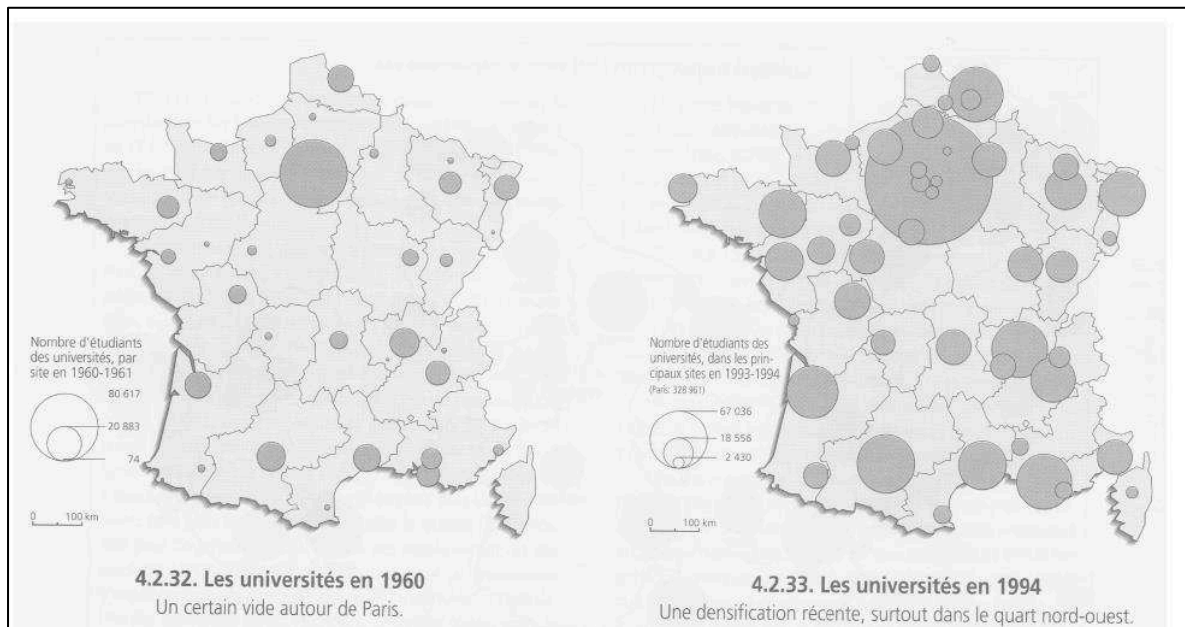 Nombre d'étudiants
des universités, par
site en 1960-1961
80 617
20 883
74
0 100 km
4.2.32. Les universités en 1960
Un certain vide autour de Paris.
Nombre d'étudiants des
universités, dans les prin-
cipaux sites en 1993-1994
(Paris: 328 961)
67 036
18 556
2 430
0 100 km
4.2.33. Les universités en 1994
Une densification récente, surtout dans le quart nord-ouest.